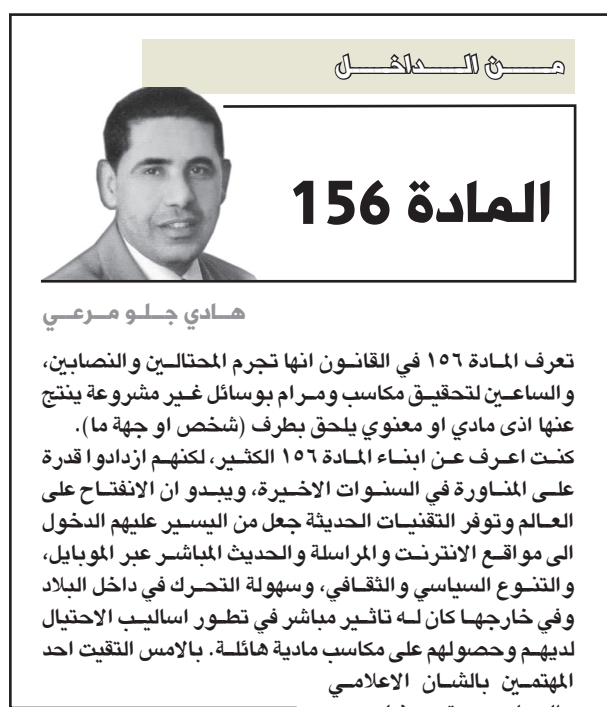 مـن الـداخـل
المادة 156
هـادي جـلـو مـرعـي
تعرف المادة ١٥٦ في القانون انها تجرم المحتالين والنصابين،
والساعين لتحقيق مكاسب ومرام بوسائل غير مشروعة ينتج
عنها اذى مادي او معنوي يلحق بطرف (شخص او جهة ما).
كنت اعرف عن ابناء المادة ١٥٦ الكثير، لكنهم ازدادوا قدرة
على المناورة في السنوات الاخيرة، ويبدو ان الانفتاح على
العالم وتوفر التقنيات الحديثة جعل من اليسير عليهم الدخول
الى مواقع الانترنت والمراسلة والحديث المباشر عبر الموبايل،
والتنوع السياسي والثقافي، وسهولة التحرك في داخل البلاد
وفي خارجها كان له تاثير مباشر في تطور اساليب الاحتيال
لديهم وحصولهم على مكاسب مادية هائلة. بالامس التقيت احد
المهتمين بالشان الاعلامي